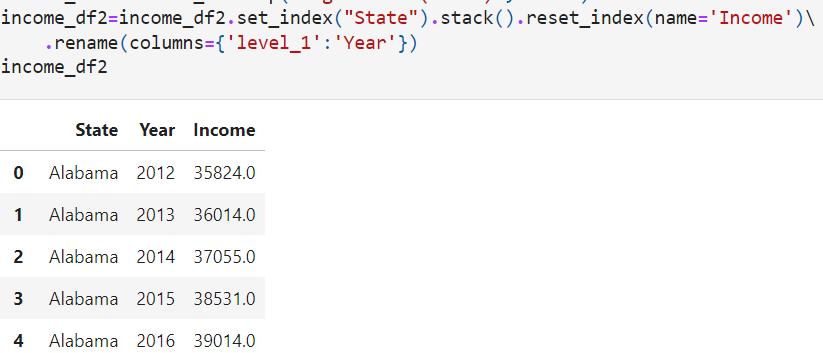 income_df2=income_df2.set_index("State").stack().reset_index(name='Income')\
.rename(columns={'level_1':'Year'})
income_df2
State Year Income
0 Alabama 2012 35824.0
1 Alabama 2013 36014.0
2 Alabama 2014 37055.0
3 Alabama 2015 38531.0
4 Alabama 2016 39014.0